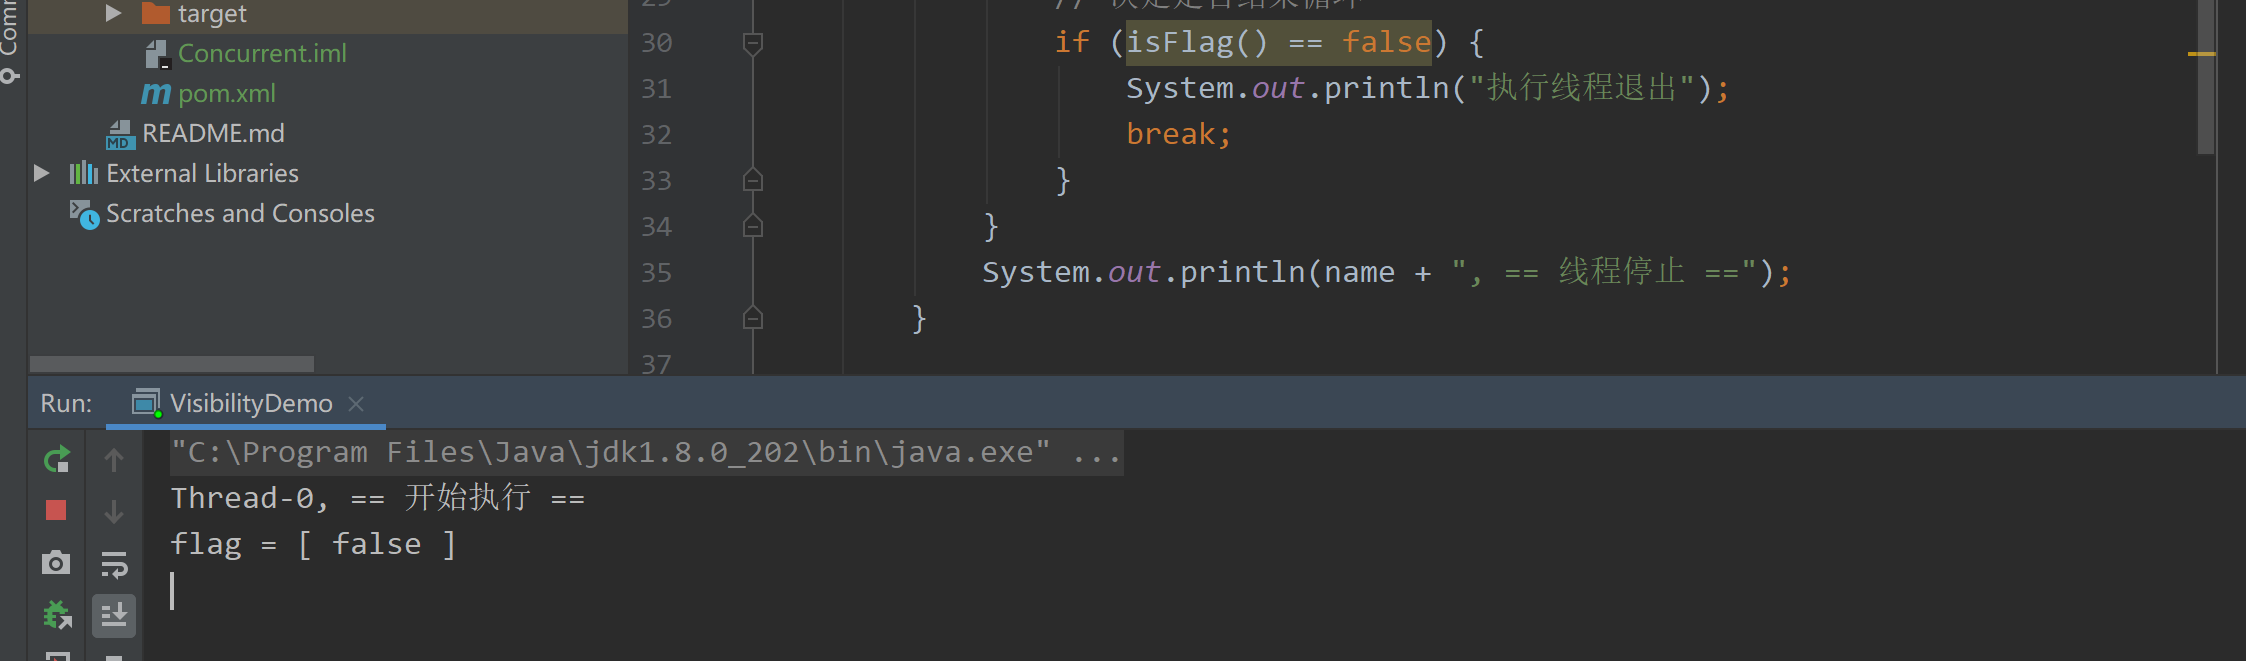 Comm
target
Concurrent.iml
pom.xml
README.md
External Libraries
Scratches and Consoles
29
30 if (isFlag() == false) {
31 System.out.println("执行线程退出");
32 break;
33 }
34 }
35 System.out.println(name + ", == 线程停止 ==");
36 }
37
Run: VisibilityDemo
"C:\Program Files\Java\jdk1.8.0_202\bin\java.exe" ...
Thread-0, == 开始执行 ==
flag = [ false ]